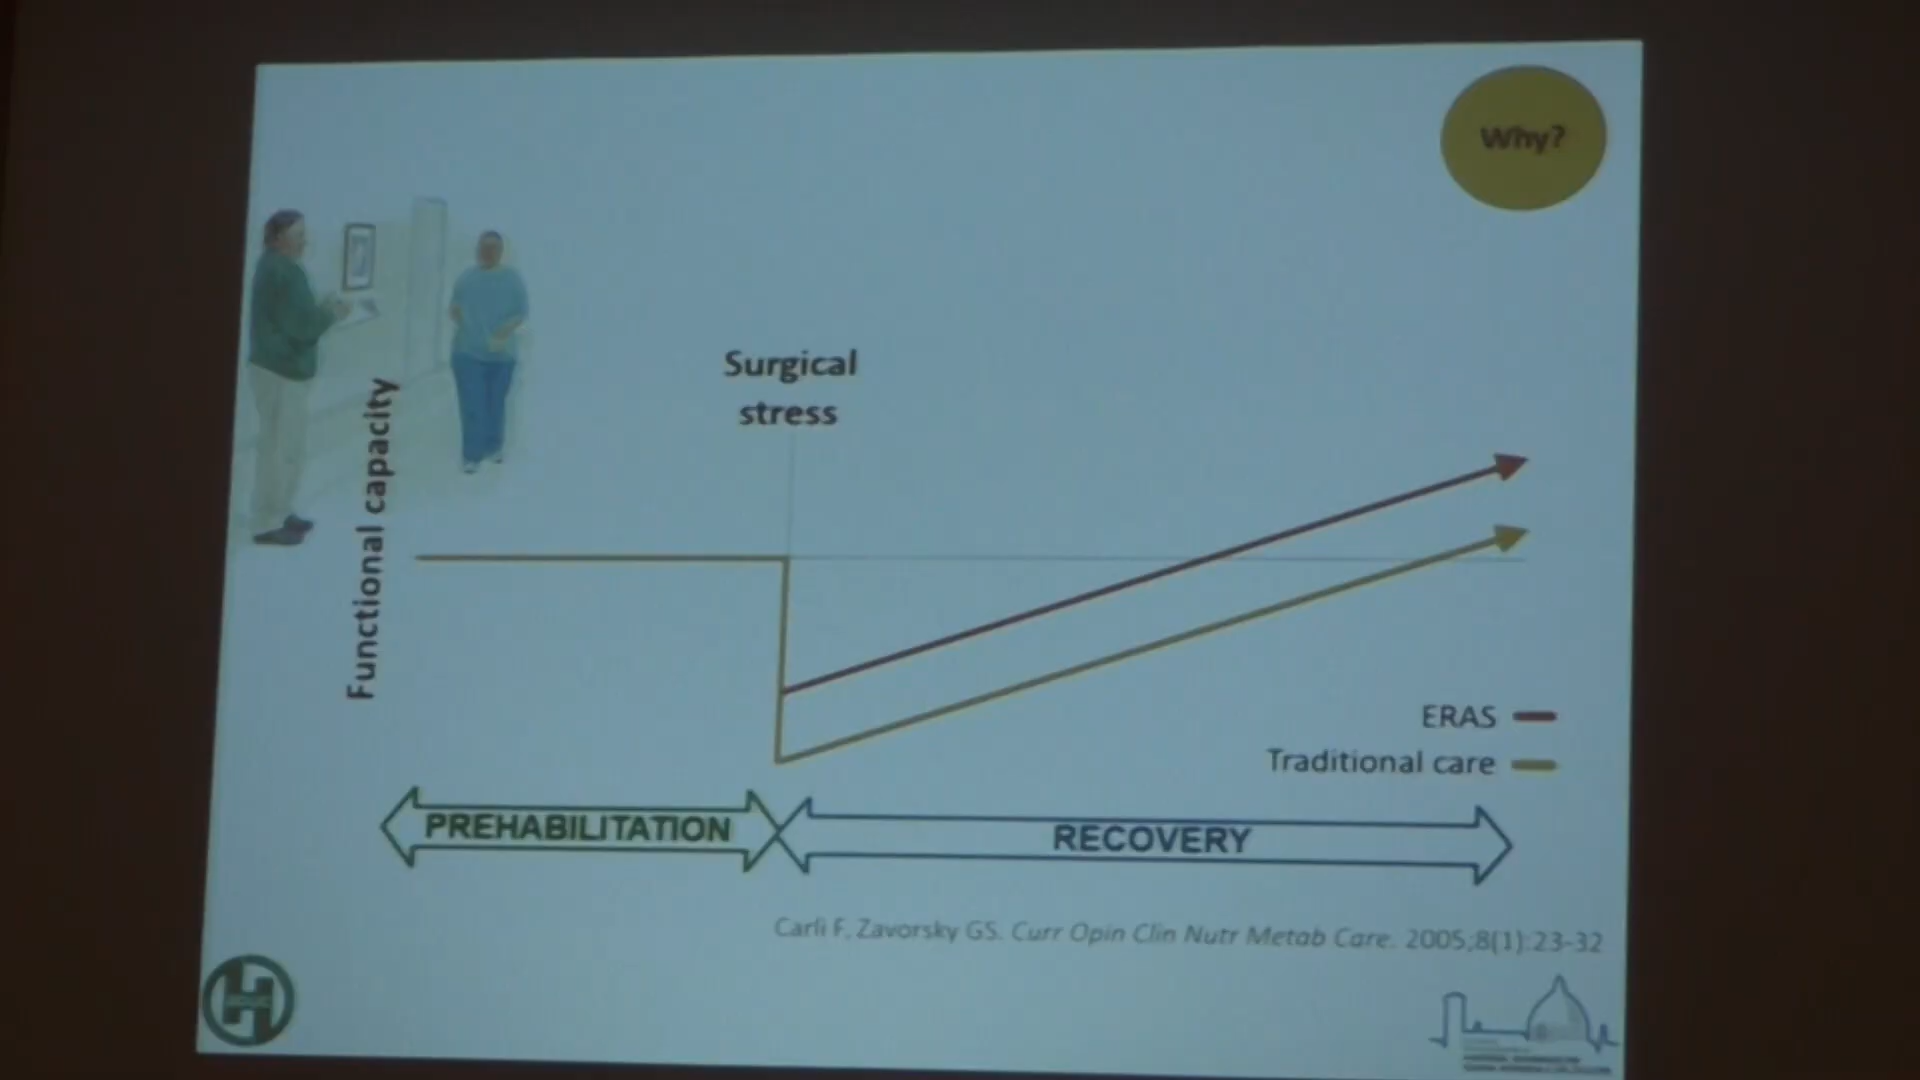 Why?
Surgical
stress
Functional capacity
ERAS
Traditional care
PREHABILITATION
RECOVERY
Carli F, Zavorsky GS. Curr Opin Clin Nutr Metab Care. 2005;8(1):23-32